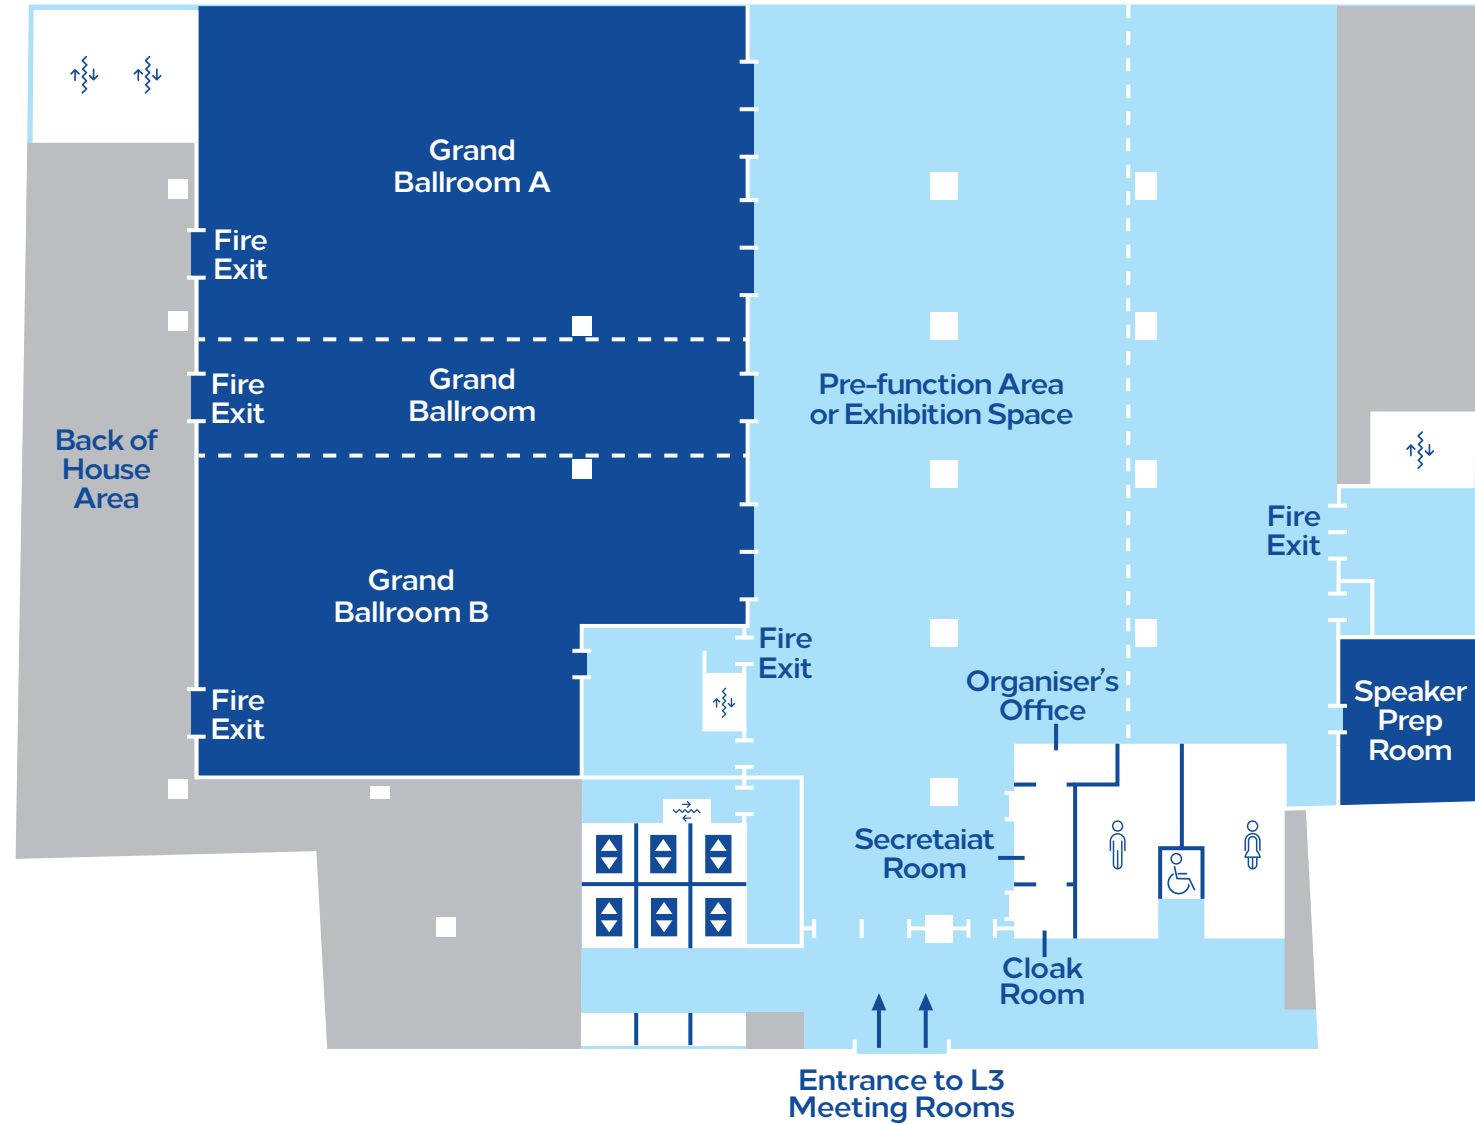 Grand
Ballroom A
Fire
Exit
Grand
Ballroom
Fire
Exit
Pre-function Area
or Exhibition Space
Back of
House
Area
Fire
Exit
Grand
Ballroom B
Fire
Exit
Organiser's
Office
Fire
Exit
Speaker
Prep
Room
Secretaiat
Room
Cloak
Room
Entrance to L3
Meeting Rooms